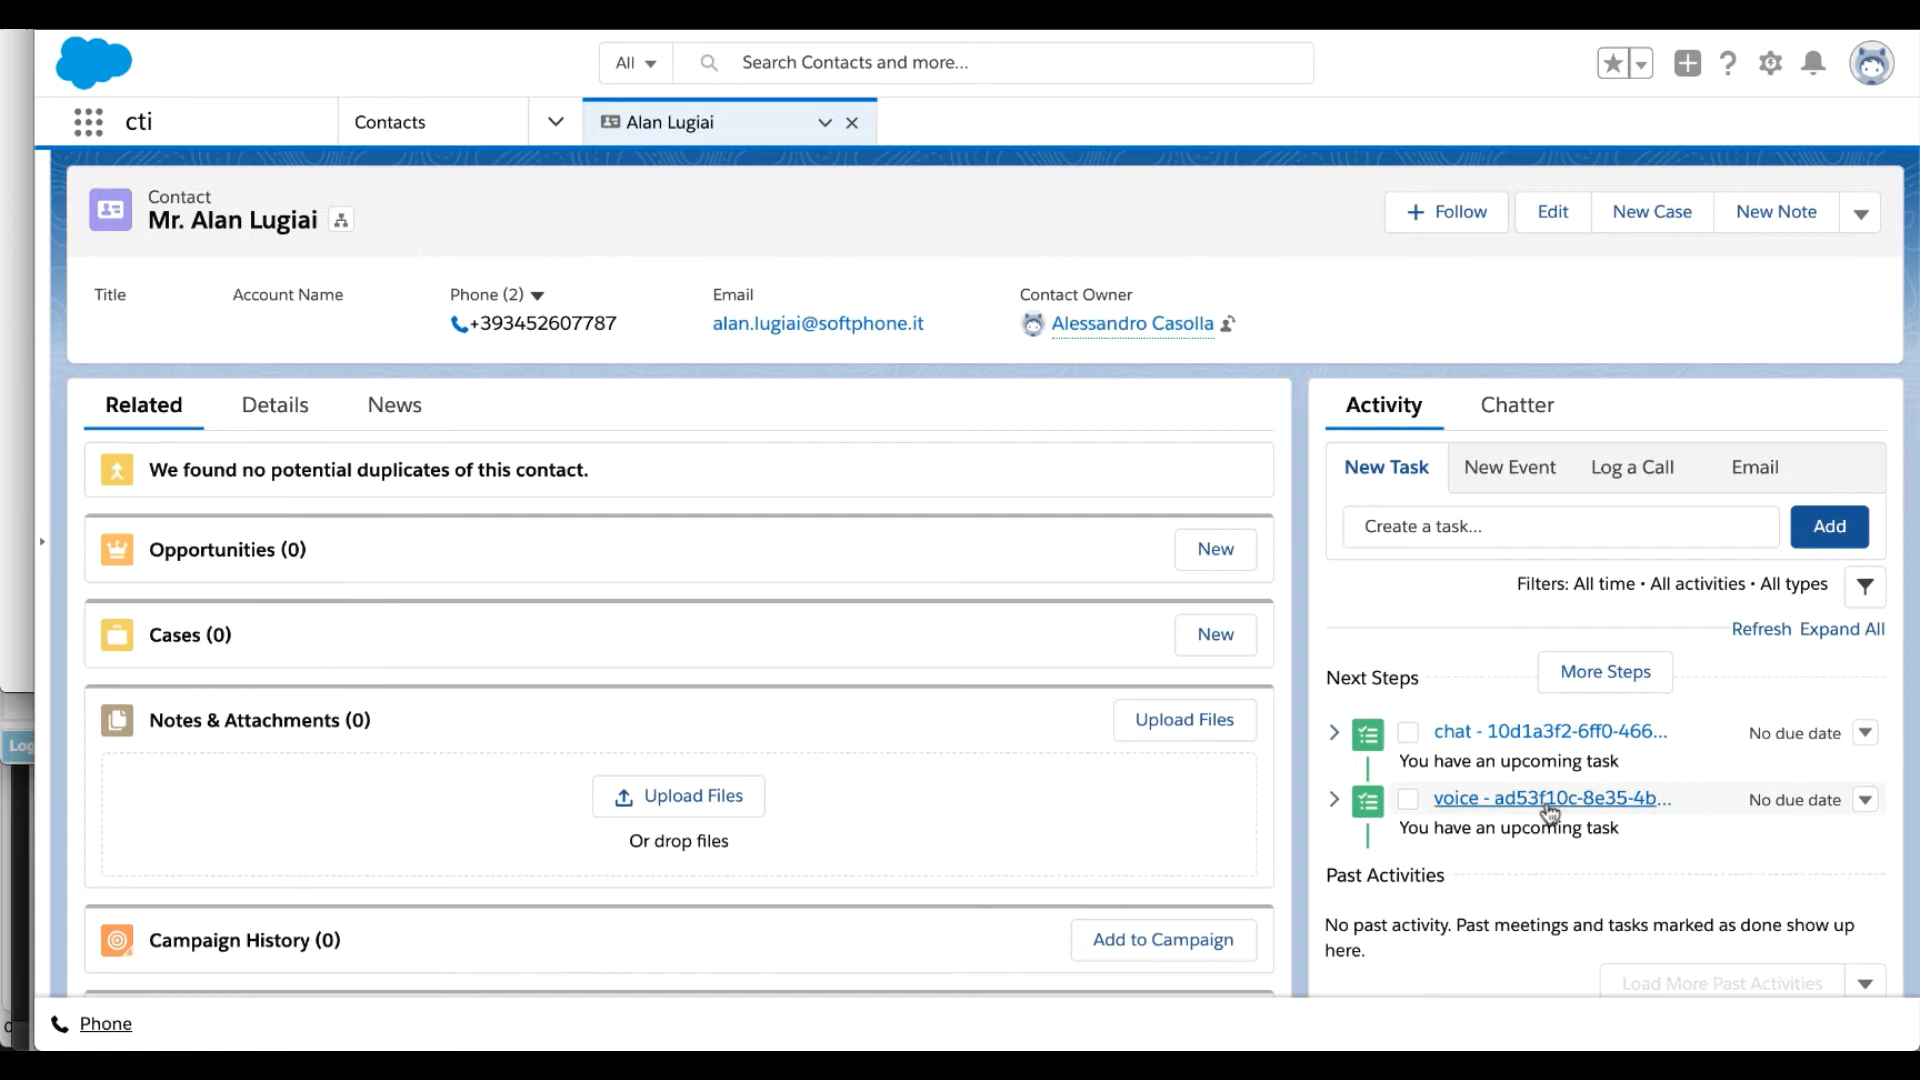 All
Search Contacts and more...
cti
Contacts
Alan Lugiai
Contact
Mr. Alan Lugiai
Follow
Edit
New Case
New Note
Title
Account Name
Phone (2)
Email
Contact Owner
+393452607787
alan.lugiai@softphone.it
Alessandro Casolla
Related
Details
News
We found no potential duplicates of this contact.
Opportunities (0)
New
Cases (0)
New
Notes & Attachments (0)
Upload Files
Upload Files
Or drop files
Campaign History (0)
Add to Campaign
Activity
Chatter
New Task
New Event
Log a Call
Email
Create a task...
Add
Filters: All time • All activities • All types
Refresh
Expand All
Next Steps
More Steps
chat - 10d1a3f2-6ff0-466...
No due date
You have an upcoming task
voice - ad53f10c-8e35-4b...
No due date
You have an upcoming task
Past Activities
No past activity. Past meetings and tasks marked as done show up
here.
Load More Past Activities
Phone
Log